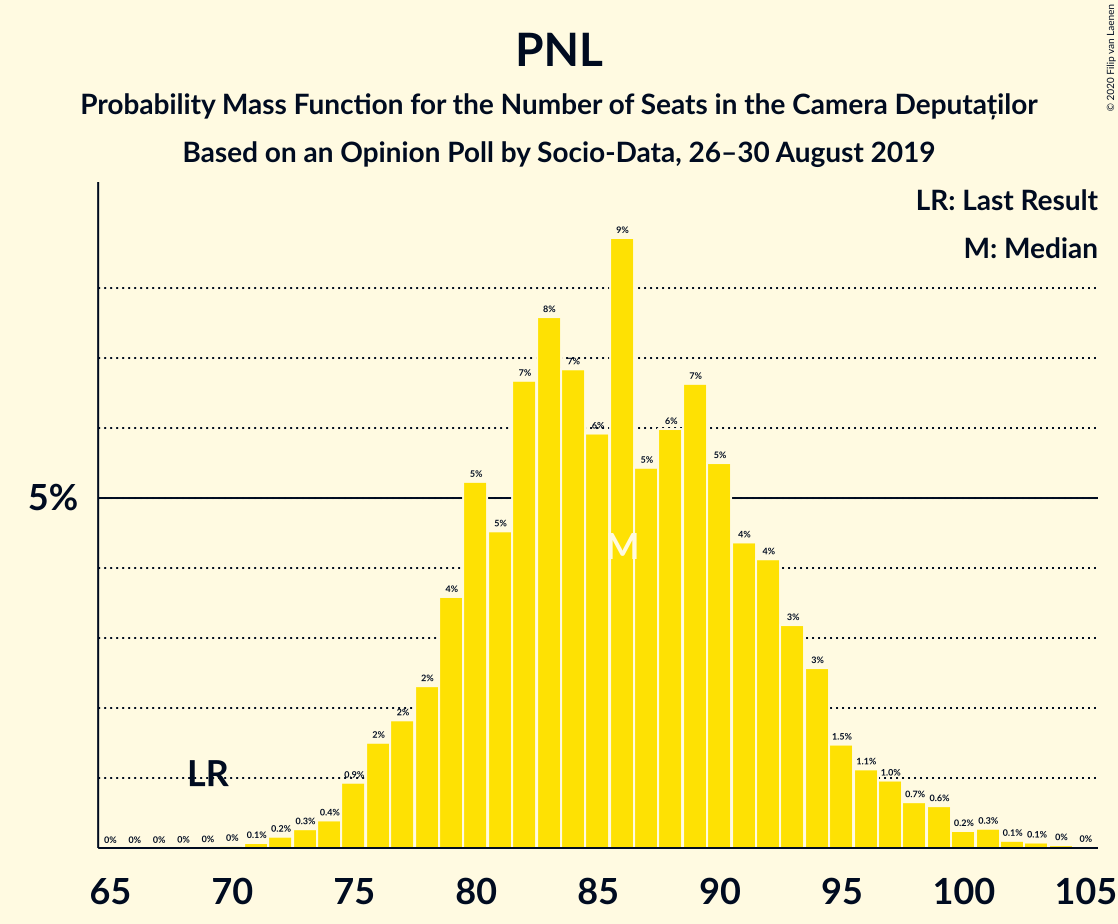 PNL
Probability Mass Function for the Number of Seats in the Camera Deputaților
Based on an Opinion Poll by Socio-Data, 26–30 August 2019
© 2020 Filip van Laenen
LR: Last Result
M: Median
5%
0% 0% 0% 0% 0% 0% 0.1% 0.2% 0.3% 0.4% 0.9% 2% 2% 2% 4% 5% 5% 7% 8% 7% 6% 9% 5% 6% 7% 5% 4% 4% 3% 3% 1.5% 1.1% 1.0% 0.7% 0.6% 0.2% 0.3% 0.1% 0.1% 0% 0%
M
LR
65 70 75 80 85 90 95 100 105